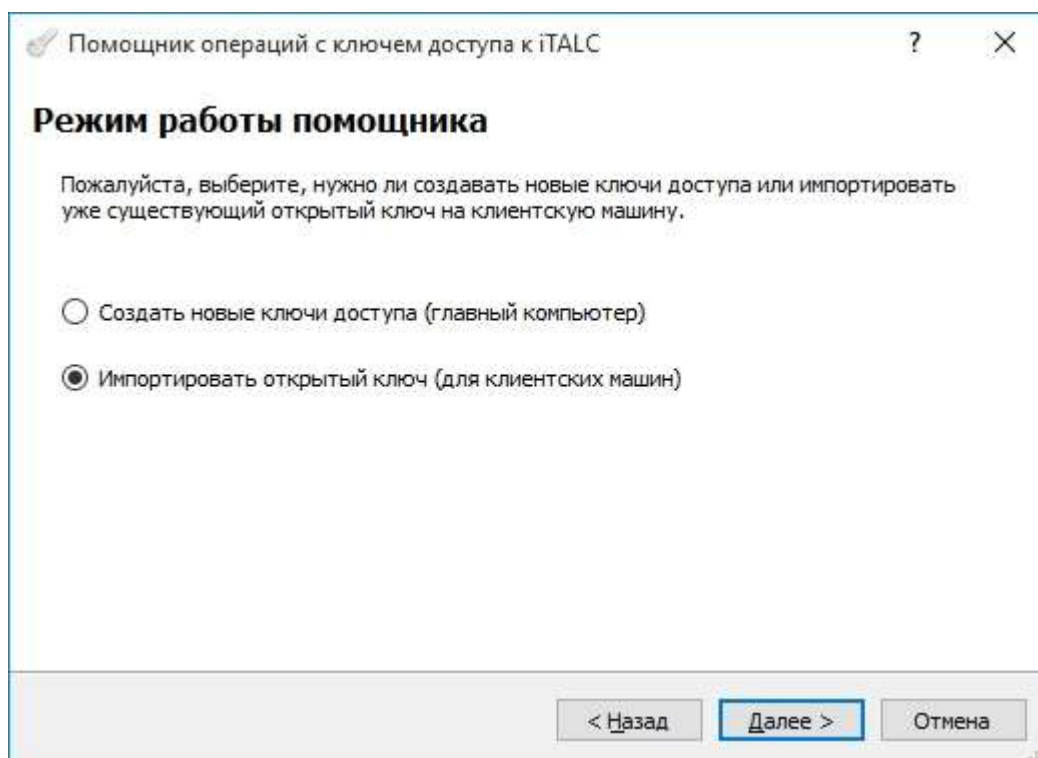 Помощник операций с ключем доступа к iTALC ?
Режим работы помощника
Пожалуйста, выберите, нужно ли создавать новые ключи доступа или импортировать
уже существующий открытый ключ на клиентскую машину.
Создать новые ключи доступа (главный компьютер)
Импортировать открытый ключ (для клиентских машин)
< Назад Далее > Отмена